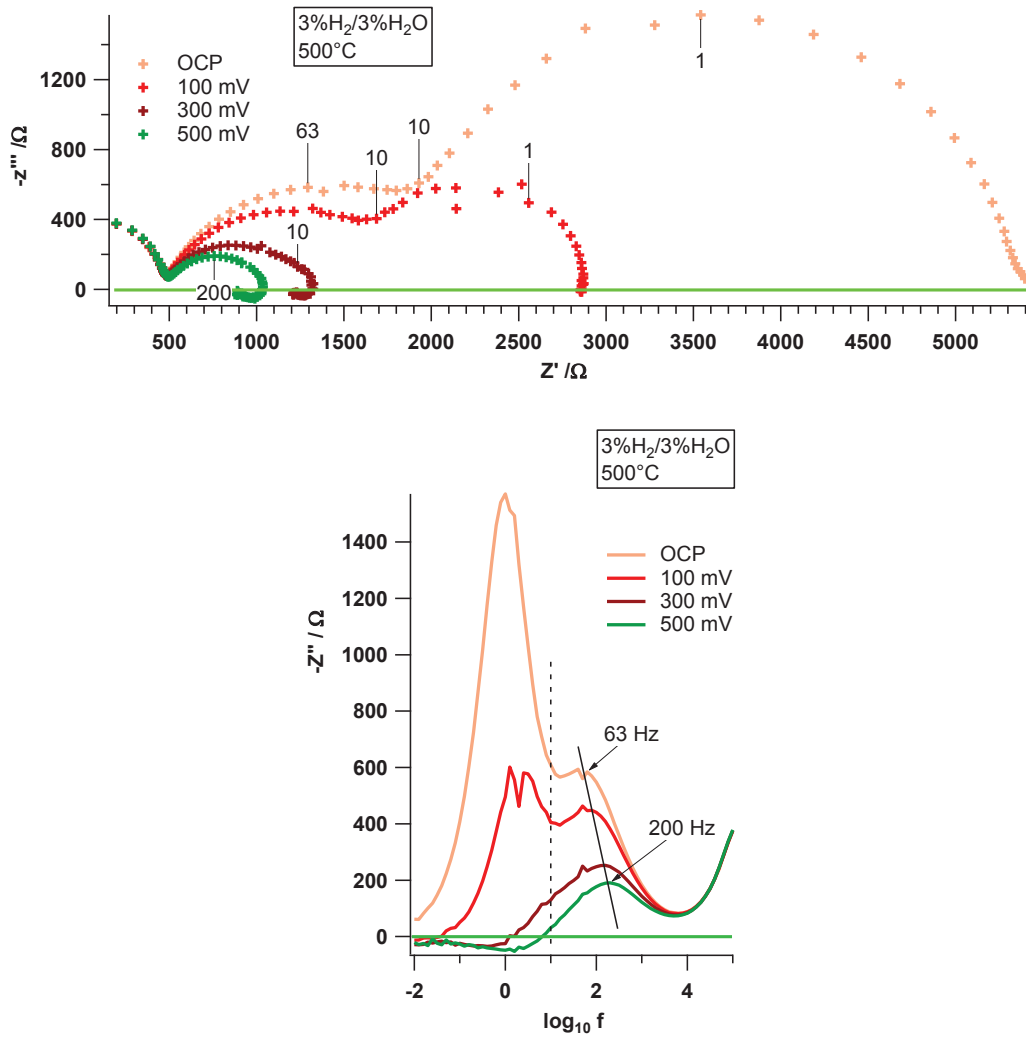 3%H₂/3%H₂O
500°C
OCP
100 mV
300 mV
500 mV
-z''' /Ω
1200
800
400
0
63
10
10
1
1
10
200
500
1000
1500
2000
2500
3000
3500
4000
4500
5000
Z' /Ω
3%H₂/3%H₂O
500°C
OCP
100 mV
300 mV
500 mV
-Z'' / Ω
1400
1200
1000
800
600
400
200
0
63 Hz
200 Hz
-2
0
2
4
log₁₀ f